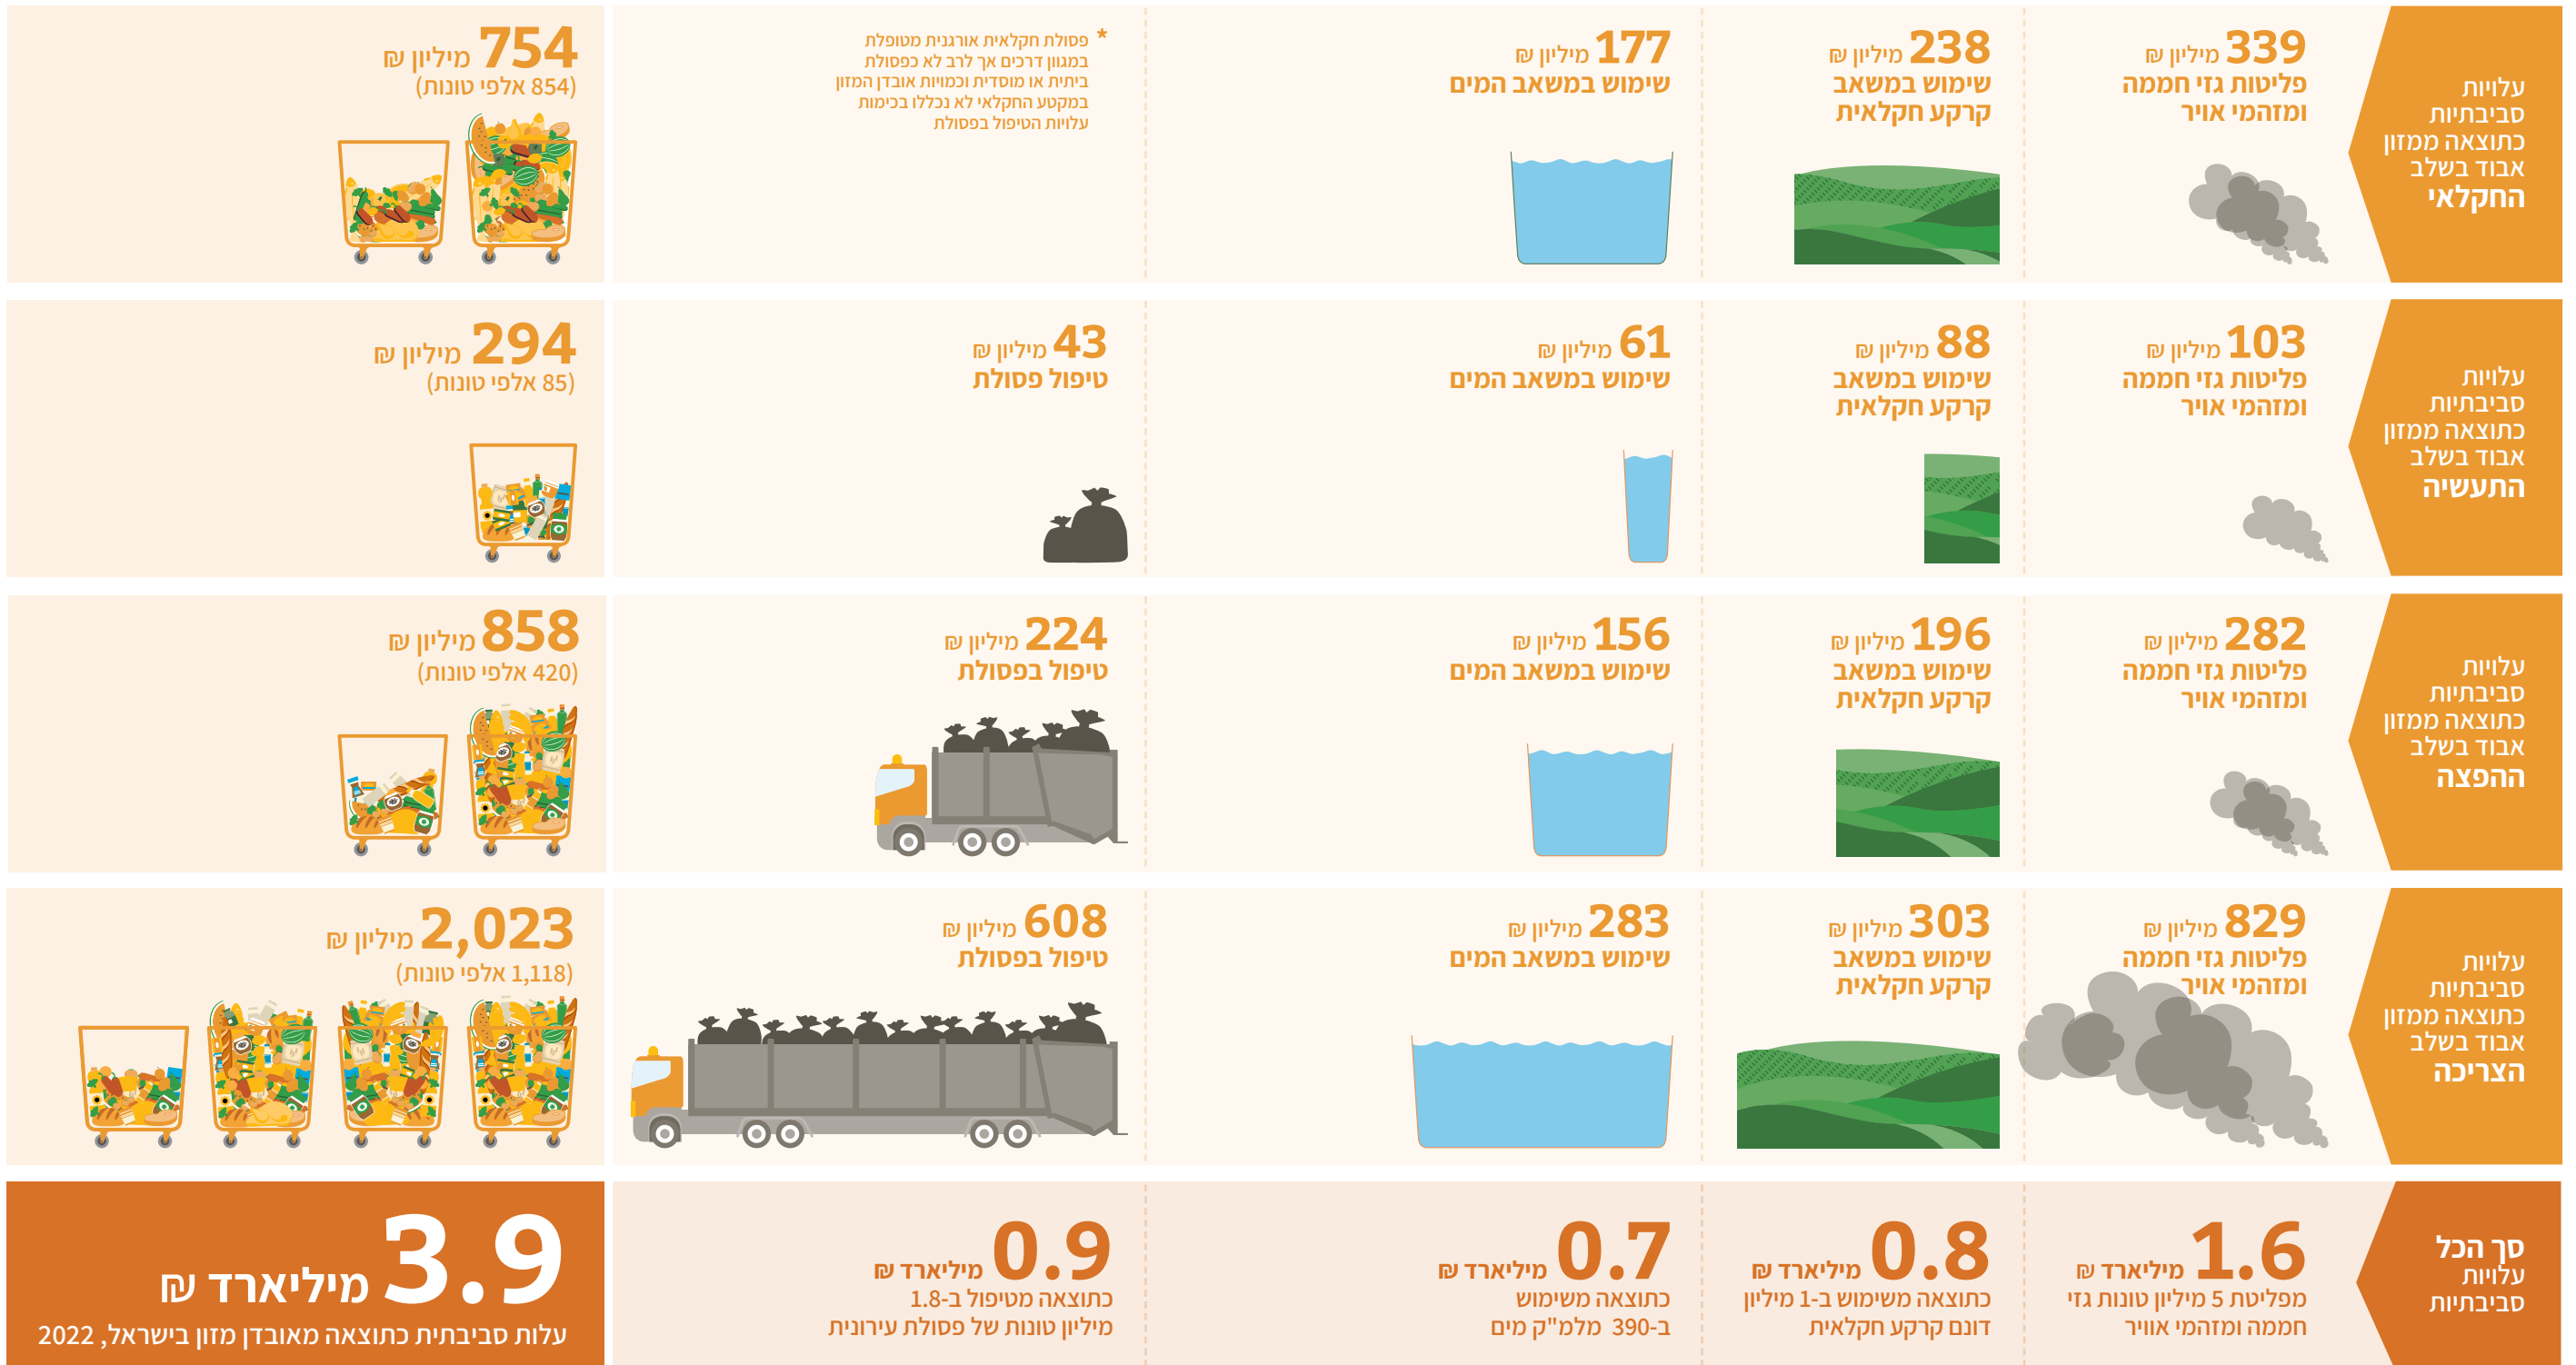 עלויות
סביבתיות
כתוצאה ממזון
אבוד בשלב
החקלאי
339 מיליון ₪
פליטות גזי חממה
ומזהמי אויר
238 מיליון ₪
שימוש במשאב
קרקע חקלאית
177 מיליון ₪
שימוש במשאב המים
* פסולת חקלאית אורגנית מטופלת
במגוון דרכים אך לרב לא כפסולת
ביתית או מוסדית וכמויות אובדן המזון
במקטע החקלאי לא נכללו בכימות
עלויות הטיפול בפסולת
754 מיליון ₪
(854 אלפי טונות)
עלויות
סביבתיות
כתוצאה ממזון
אבוד בשלב
התעשיה
103 מיליון ₪
פליטות גזי חממה
ומזהמי אויר
88 מיליון ₪
שימוש במשאב
קרקע חקלאית
61 מיליון ₪
שימוש במשאב המים
43 מיליון ₪
טיפול פסולת
294 מיליון ₪
(85 אלפי טונות)
עלויות
סביבתיות
כתוצאה ממזון
אבוד בשלב
ההפצה
282 מיליון ₪
פליטות גזי חממה
ומזהמי אויר
196 מיליון ₪
שימוש במשאב
קרקע חקלאית
156 מיליון ₪
שימוש במשאב המים
224 מיליון ₪
טיפול בפסולת
858 מיליון ₪
(420 אלפי טונות)
עלויות
סביבתיות
כתוצאה ממזון
אבוד בשלב
הצריכה
829 מיליון ₪
פליטות גזי חממה
ומזהמי אויר
303 מיליון ₪
שימוש במשאב
קרקע חקלאית
283 מיליון ₪
שימוש במשאב המים
608 מיליון ₪
טיפול בפסולת
2,023 מיליון ₪
(1,118 אלפי טונות)
סך הכל
עלויות
סביבתיות
1.6 מיליארד ₪
מפליטת 5 מיליון טונות גזי
חממה ומזהמי אוויר
0.8 מיליארד ₪
כתוצאה משימוש ב-1 מיליון
דונם קרקע חקלאית
0.7 מיליארד ₪
כתוצאה משימוש
ב-390 מלמ"ק מים
0.9 מיליארד ₪
כתוצאה מטיפול ב-1.8
מיליון טונות של פסולת עירונית
3.9 מיליארד ₪
עלות סביבתית כתוצאה מאובדן מזון בישראל, 2022